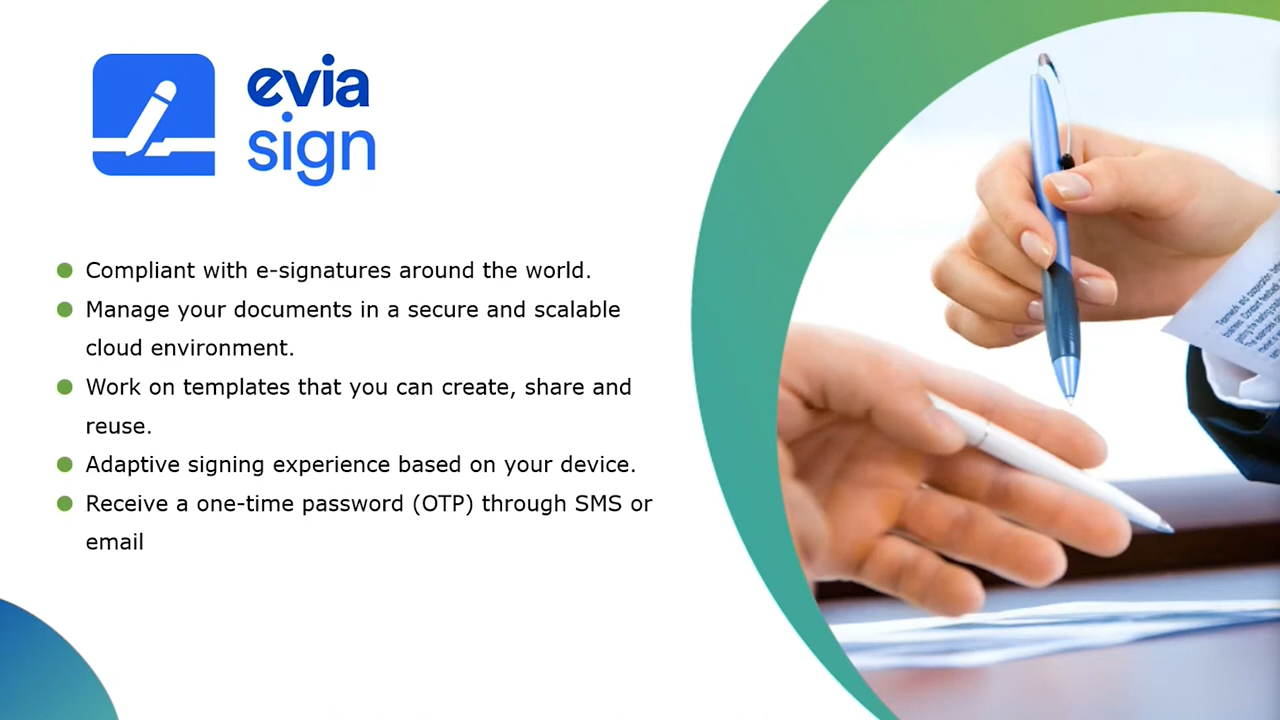 evia
sign
Compliant with e-signatures around the world.
Manage your documents in a secure and scalable
cloud environment.
Work on templates that you can create, share and
reuse.
Adaptive signing experience based on your device.
Receive a one-time password (OTP) through SMS or
email